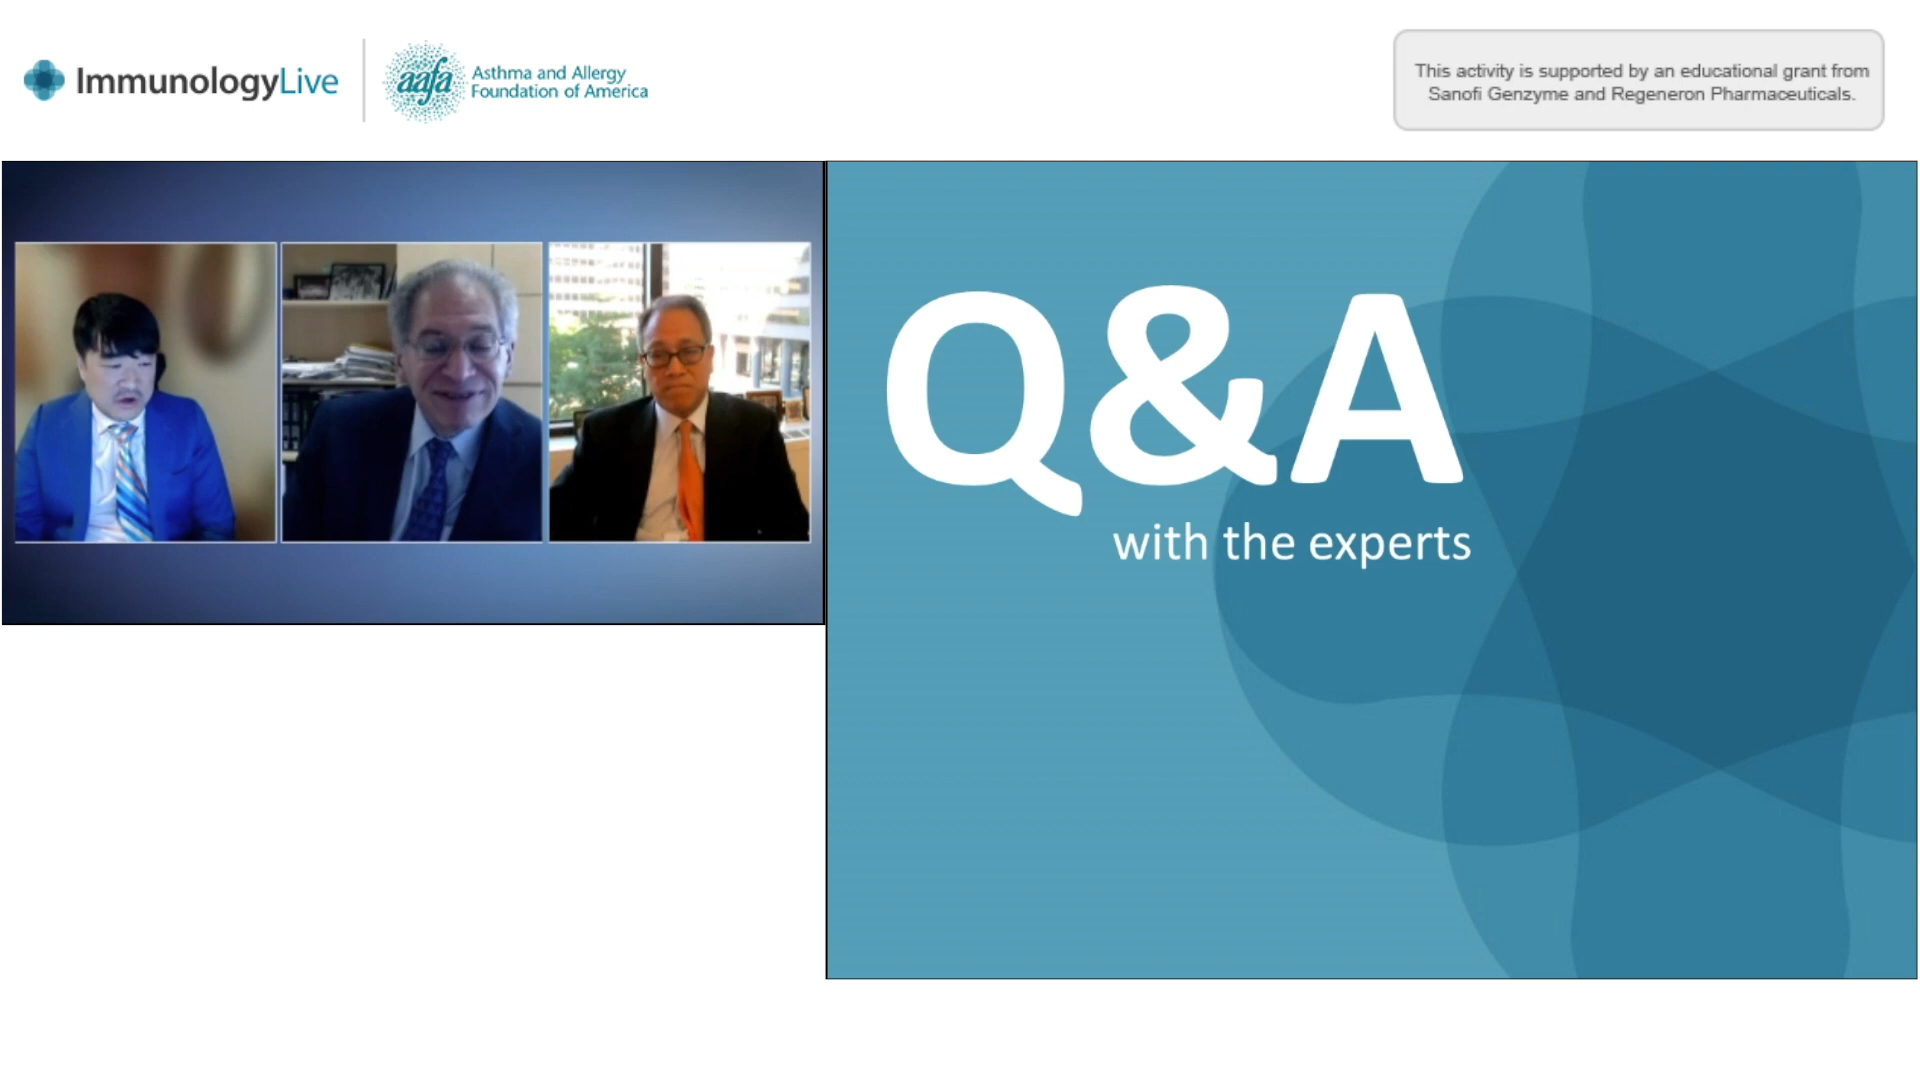 ImmunologyLive
aafa
Asthma and Allergy
Foundation of America
This activity is supported by an educational grant from
Sanofi Genzyme and Regeneron Pharmaceuticals.
Q&A
with the experts